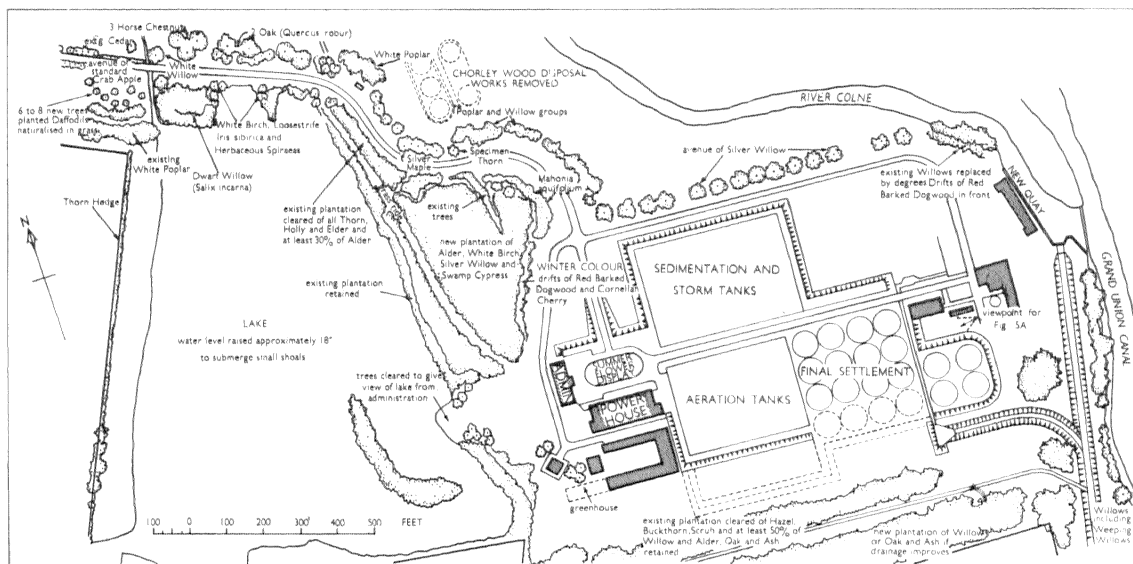 3 Horse Chestnut
exg Cedar
avenue of
standard
Crab Apple
6 to 8 new trees
planted Daffodils
naturalised in grass
existing
White Poplar
White
Willow
2 Oak (Quercus robur)
White Poplar
CHORLEY WOOD DISPOSAL
WORKS REMOVED
Poplar and Willow groups
White Birch, Loosestrife
Iris sibirica and
Herbaceous Spiraeas
Dwarf Willow
(Salix incarna)
Silver
Maple
Specimen
Thorn
Mahonia
aquifolium
avenue of Silver Willow
RIVER COLNE
existing Willows replaced
by degrees Drifts of Red
Barked Dogwood in front
NEW QUAY
GRAND UNION CANAL
Thorn Hedge
N
existing plantation
cleared of all Thorn,
Holly and Elder and
at least 30% of Alder
existing
trees
new plantation of
Alder, White Birch
Silver Willow and
Swamp Cypress
existing plantation
retained
WINTER COLOUR
drifts of Red Barked
Dogwood and Cornelian
Cherry
SEDIMENTATION AND
STORM TANKS
viewpoint for
Fig 5A
LAKE
water level raised approximately 18"
to submerge small shoals
trees cleared to give
view of lake from
administration
SUMMER
FLOWER
DISPLAY
POWER
HOUSE
AERATION TANKS
FINAL SETTLEMENT
greenhouse
100 0 100 200 300 400 500 FEET
existing plantation cleared of Hazel,
Buckthorn, Scrub and at least 50% of
Willow and Alder, Oak and Ash
retained
new plantation of Willow
or Oak and Ash if
drainage improves
Willows
including
Weeping
Willows